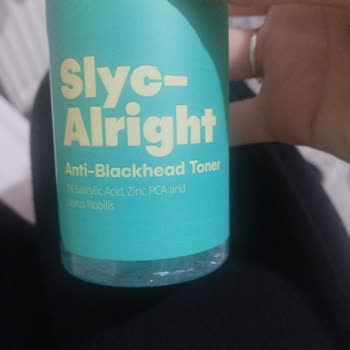 Slyc-
Alright
Anti-Blackhead Toner
Salicylic Acid, Zinc PCA and
Nobilis